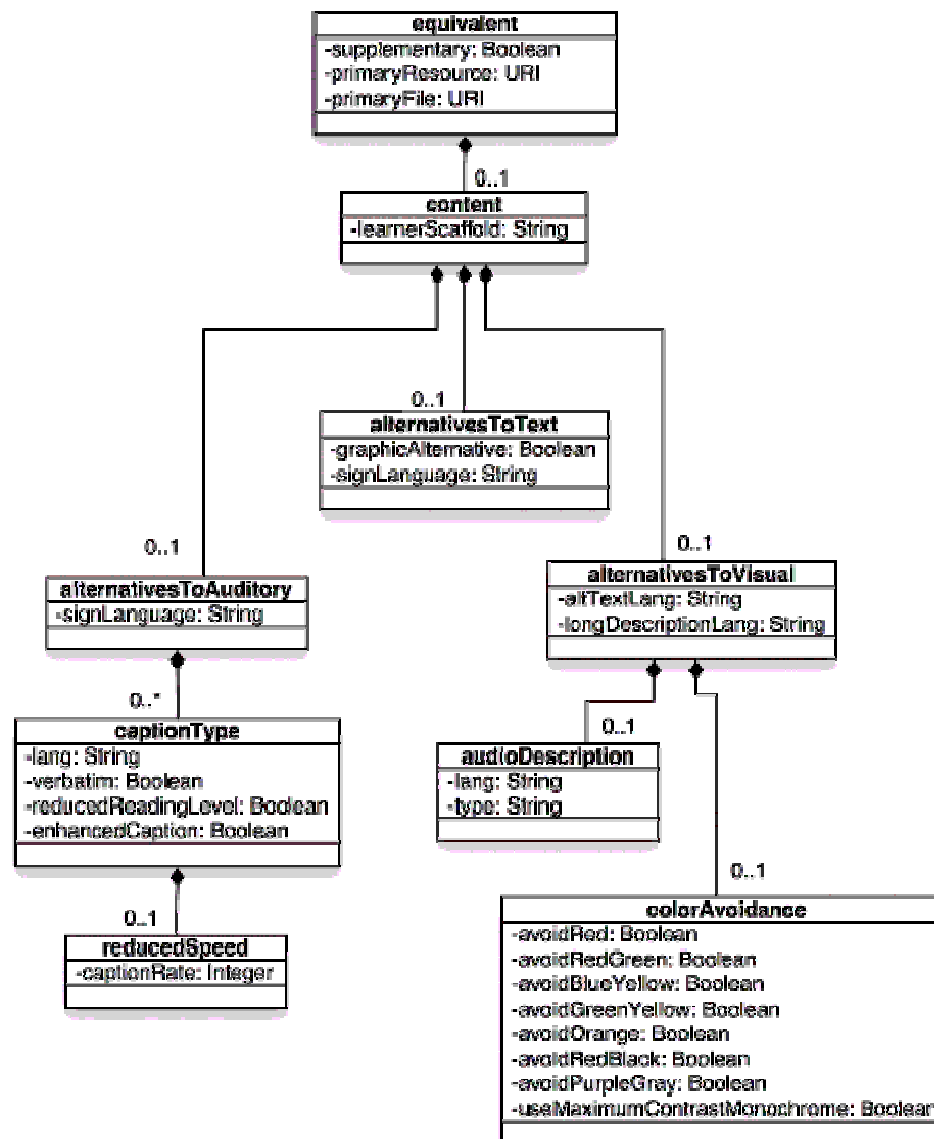 equivalent
-supplementary: Boolean
-primaryResource: URI
-primaryFile: URI
0..1
content
-learnerScaffold: String
0..1
alternativesToText
-graphicAlternative: Boolean
-signLanguage: String
0..1
alternativesToAuditory
-signLanguage: String
0..1
alternativesToVisual
-altTextLang: String
-longDescriptionLang: String
0..*
captionType
-lang: String
-verbatim: Boolean
-reducedReadingLevel: Boolean
-enhancedCaption: Boolean
0..1
audioDescription
-lang: String
-type: String
0..1
reducedSpeed
-captionRate: Integer
0..1
colorAvoidance
-avoidRed: Boolean
-avoidRedGreen: Boolean
-avoidBlueYellow: Boolean
-avoidGreenYellow: Boolean
-avoidOrange: Boolean
-avoidRedBlack: Boolean
-avoidPurpleGray: Boolean
-useMaximumContrastMonochrome: Boolean